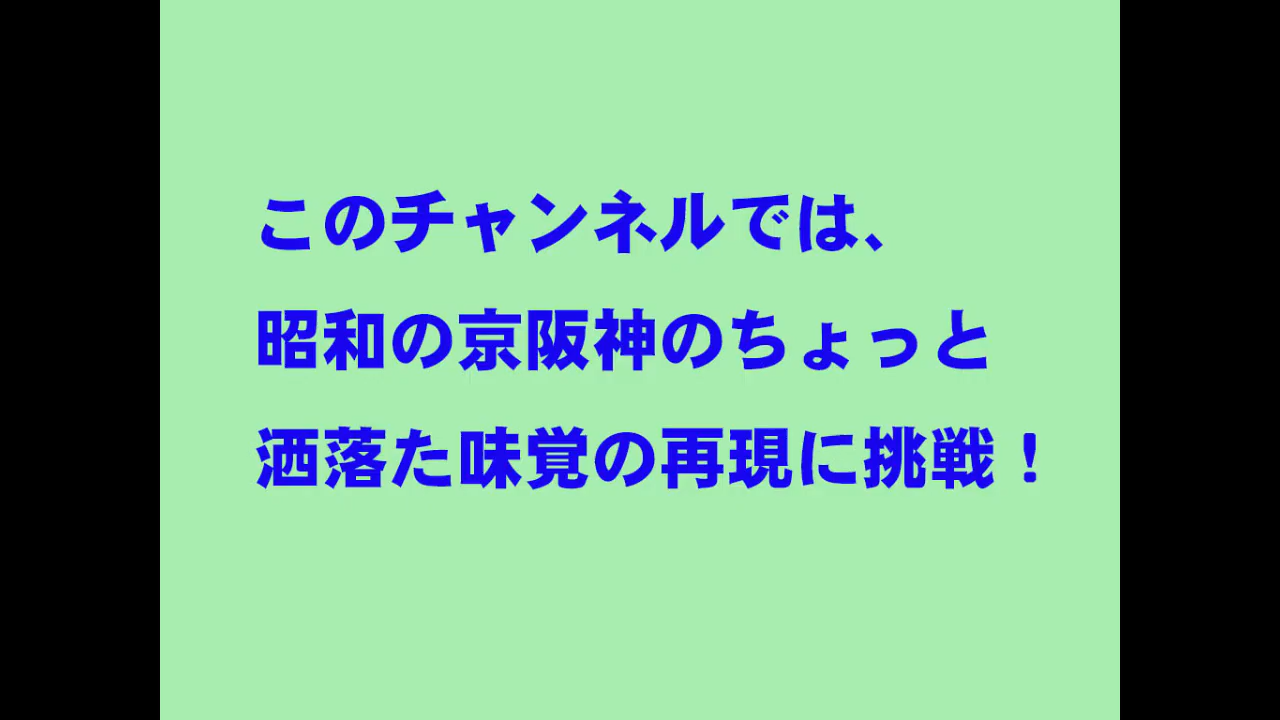 このチャンネルでは、
昭和の京阪神のちょっと
洒落た味覚の再現に挑戦！